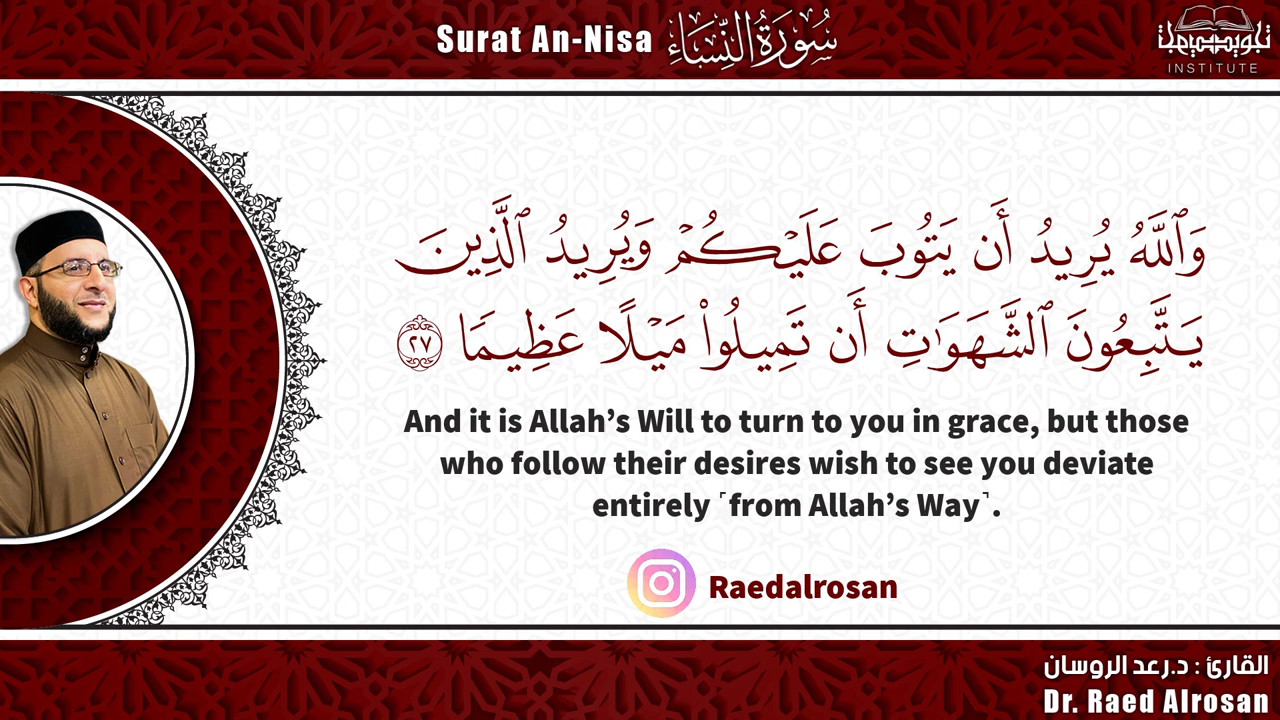 Surat An-Nisa سُورَةُ النِّسَاءِ
تجويد ميميات
INSTITUTE
وَٱللَّهُ يُرِيدُ أَن يَتُوبَ عَلَيْكُمْ وَيُرِيدُ ٱلَّذِينَ
يَتَّبِعُونَ ٱلشَّهَوَٰتِ أَن تَمِيلُوا۟ مَيْلًا عَظِيمًا ٢٧
And it is Allah’s Will to turn to you in grace, but those
who follow their desires wish to see you deviate
entirely ˹from Allah’s Way˺.
Raedalrosan
القارئ : د.رعد الروسان
Dr. Raed Alrosan